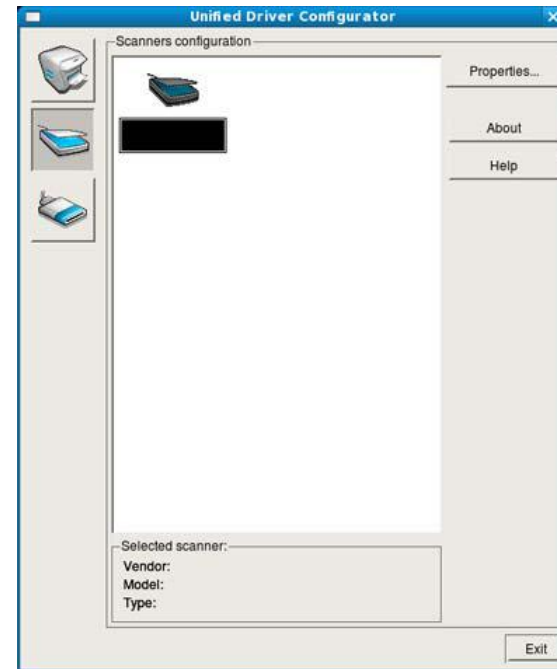 Unified Driver Configurator
Scanners configuration
Properties...
About
Help
Selected scanner:
Vendor:
Model:
Type:
Exit